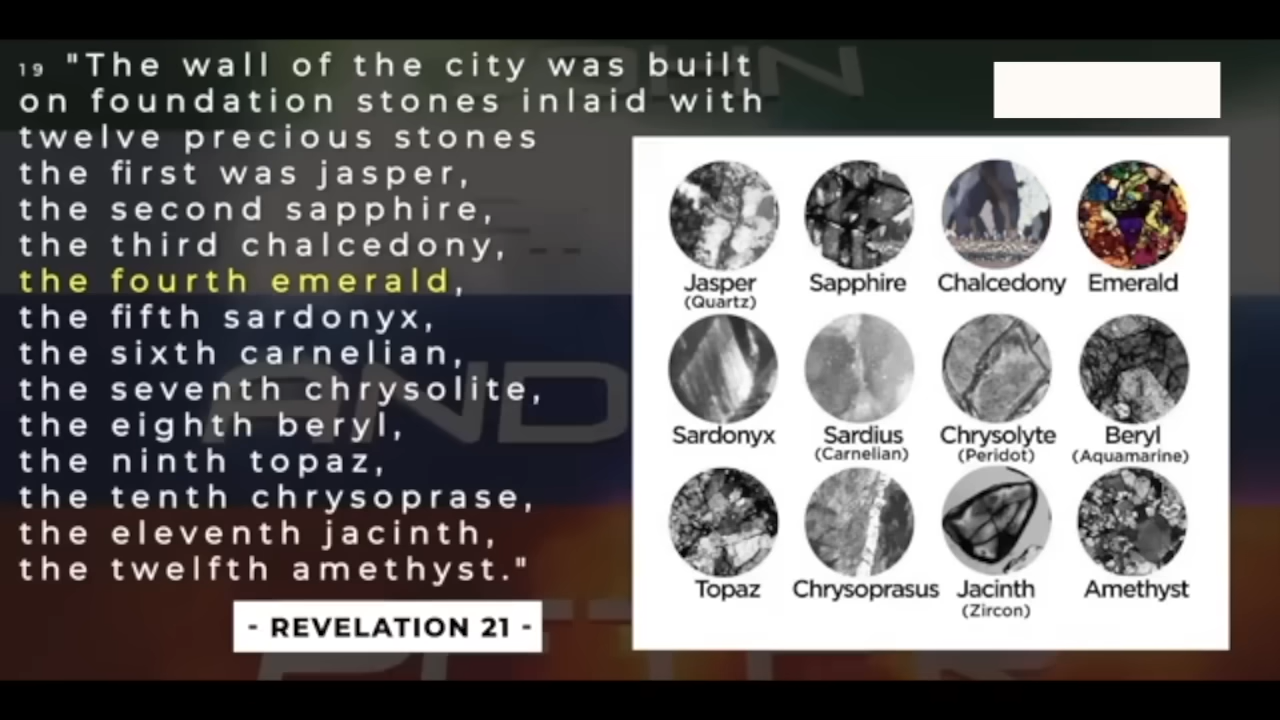 19 "The wall of the city was built
on foundation stones inlaid with
twelve precious stones
the first was jasper,
the second sapphire,
the third chalcedony,
the fourth emerald,
the fifth sardonyx,
the sixth carnelian,
the seventh chrysolite,
the eighth beryl,
the ninth topaz,
the tenth chrysoprase,
the eleventh jacinth,
the twelfth amethyst."
- REVELATION 21 -
Jasper Sapphire Chalcedony Emerald
(Quartz)
Sardonyx Sardius Chrysolyte Beryl
(Carnelian) (Peridot) (Aquamarine)
Topaz Chrysoprasus Jacinth Amethyst
(Zircon)
AND